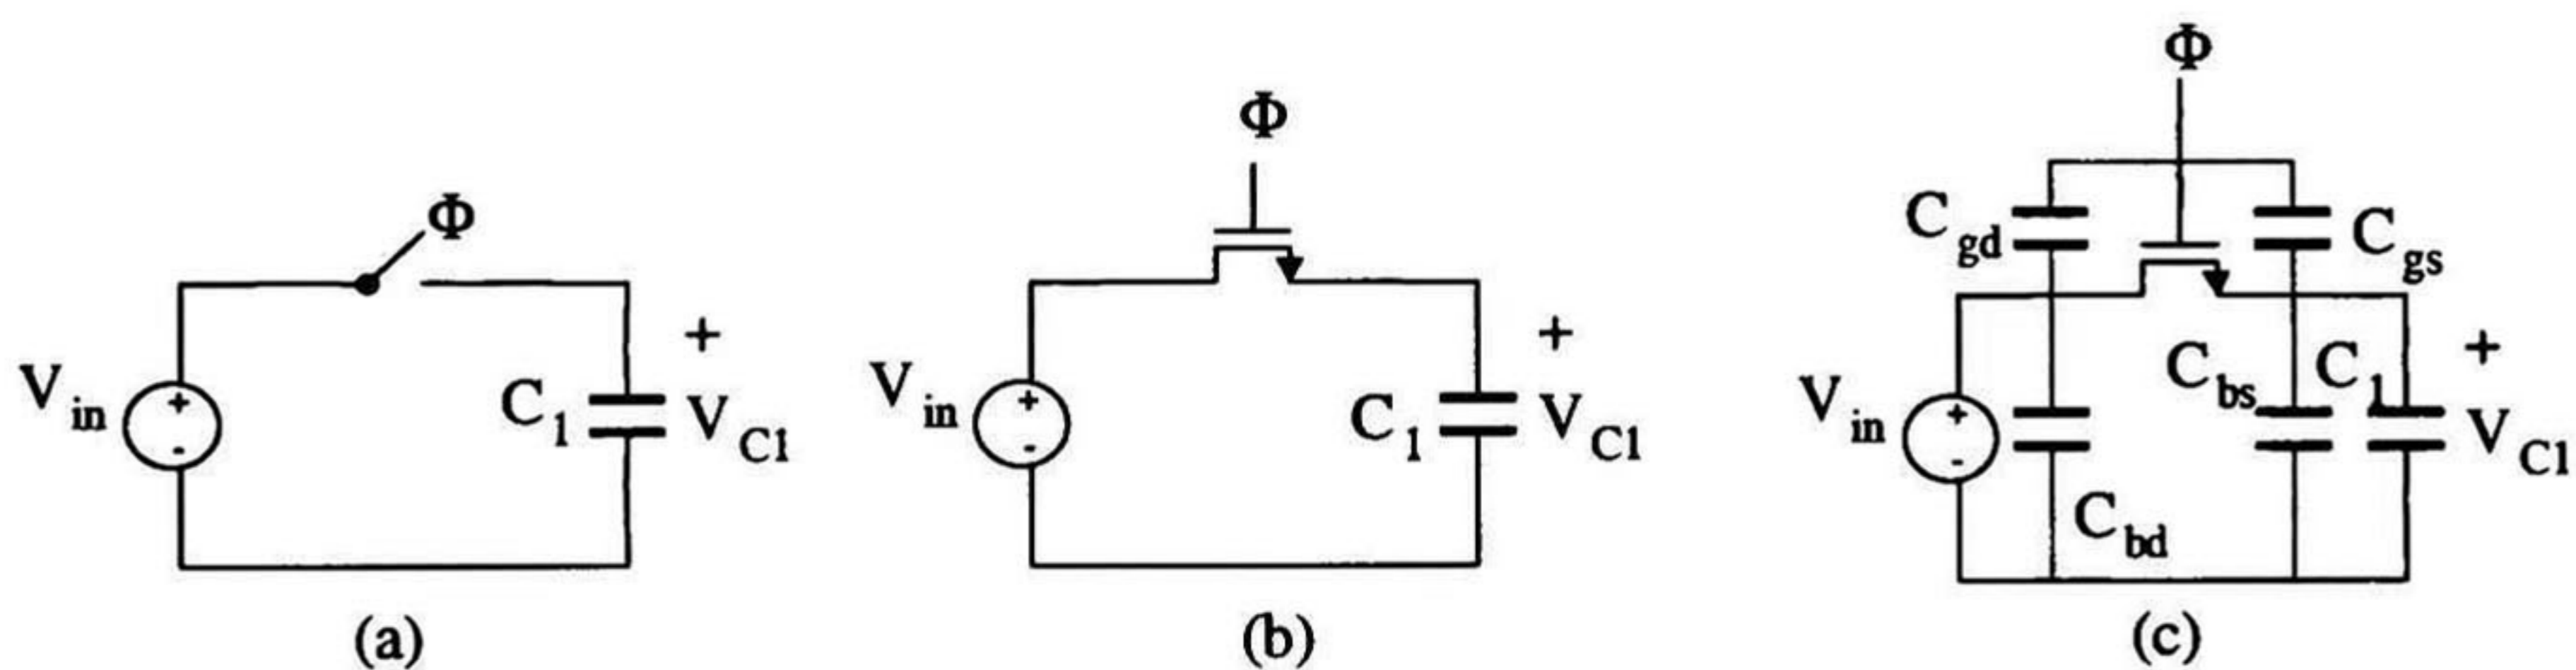 Φ
V in
+
-
C 1
+
V C1
(a)
Φ
V in
+
-
C 1
+
V C1
(b)
Φ
C gd
C gs
V in
+
-
C bd
C bs
C 1
+
V C1
(c)